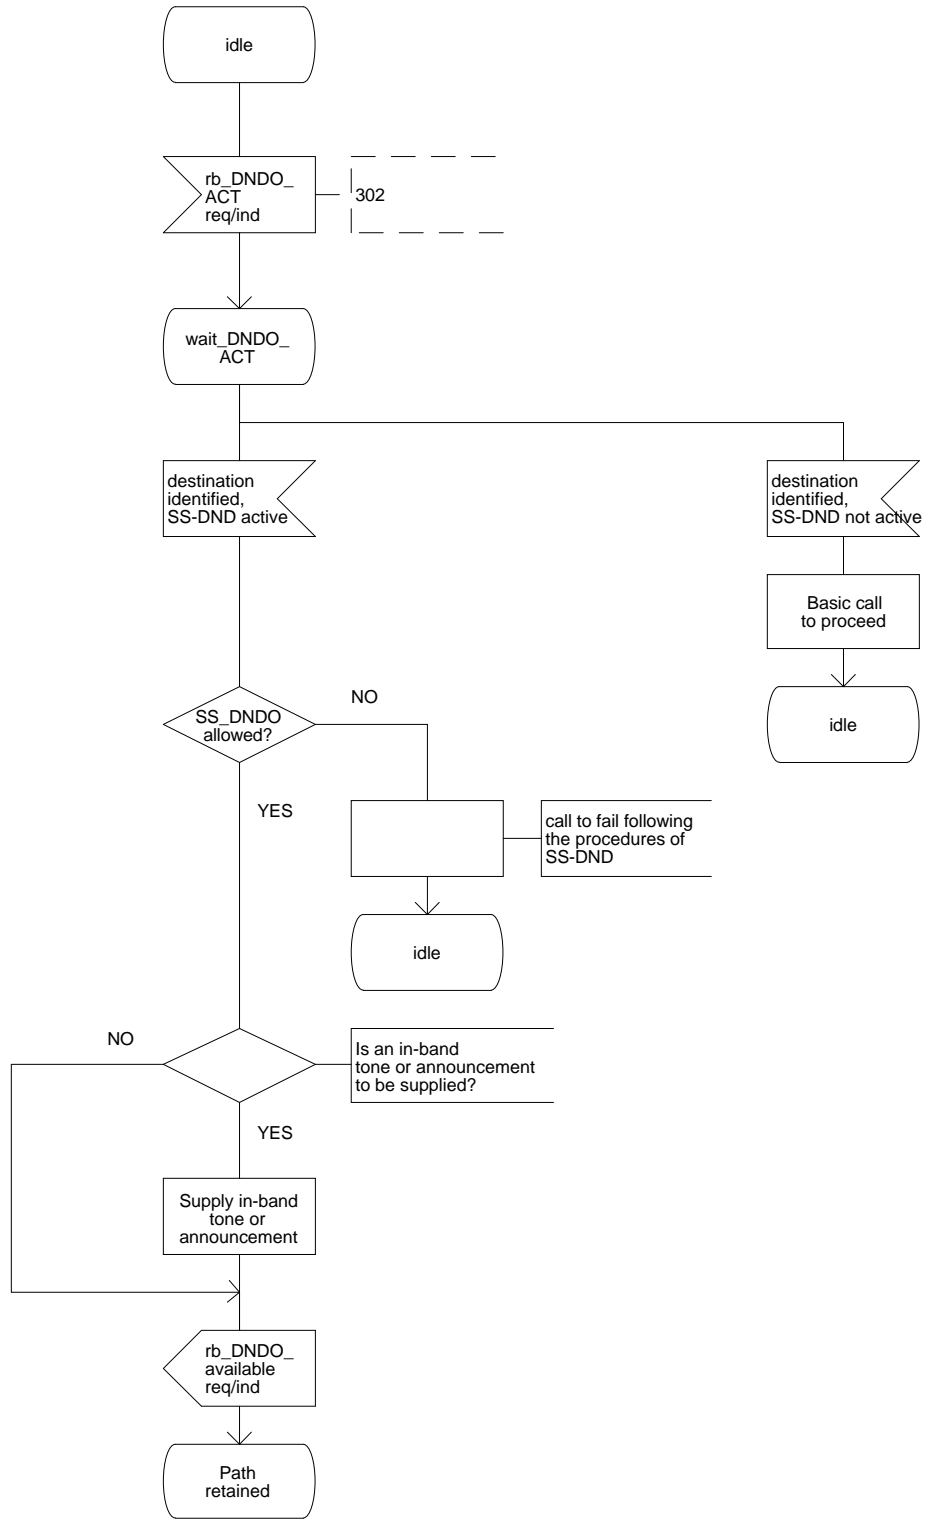 idle
rb_DNDO_
ACT
req/ind
302
wait_DNDO_
ACT
destination
identified,
SS-DND active
destination
identified,
SS-DND not active
Basic call
to proceed
idle
SS_DNDO
allowed?
NO
YES
call to fail following
the procedures of
SS-DND
idle
NO
Is an in-band
tone or announcement
to be supplied?
YES
Supply in-band
tone or
announcement
rb_DNDO_
available
req/ind
Path
retained